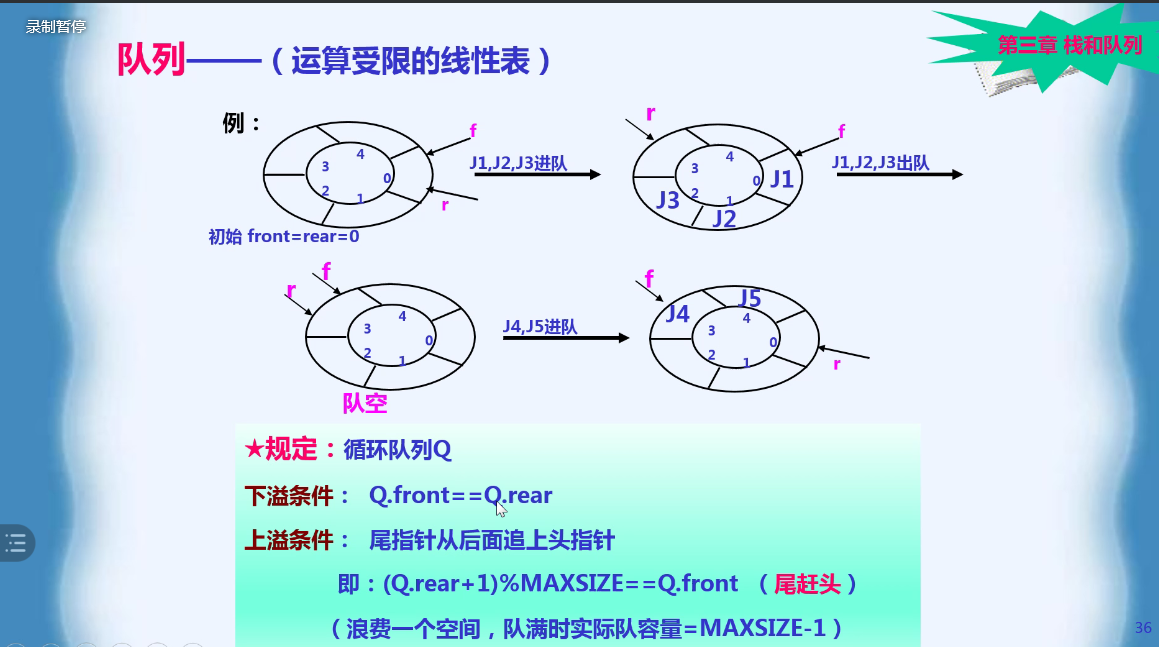 录制暂停
第三章 栈和队列
队列——（运算受限的线性表）
例：
f
r
4
3
0
2
1
初始 front=rear=0
J1,J2,J3进队
r
f
4
3
0
J1
J3
2
1
J2
J1,J2,J3出队
f
r
4
3
0
2
1
队空
J4,J5进队
f
J5
J4
4
3
0
2
1
r
★规定：循环队列Q
下溢条件： Q.front==Q.rear
上溢条件： 尾指针从后面追上头指针
即：(Q.rear+1)%MAXSIZE==Q.front （尾赶头）
（浪费一个空间，队满时实际队容量=MAXSIZE-1）
36